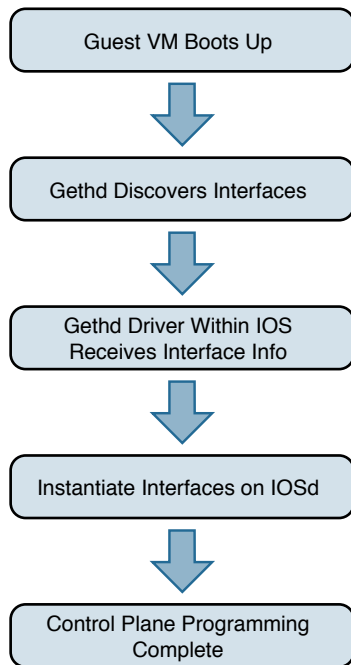 Guest VM Boots Up
Gethd Discovers Interfaces
Gethd Driver Within IOS
Receives Interface Info
Instantiate Interfaces on IOSd
Control Plane Programming
Complete